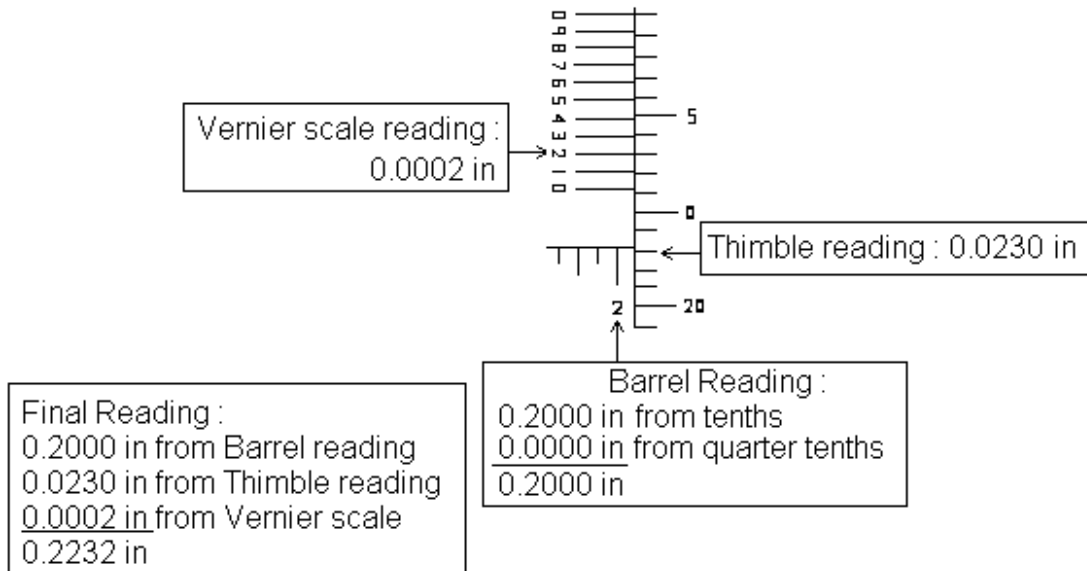 0
9
8
7
6
5
4
3
2
1
0
5
0
20
2
Vernier scale reading :
0.0002 in
Thimble reading : 0.0230 in
Barrel Reading :
0.2000 in from tenths
0.0000 in from quarter tenths
0.2000 in
Final Reading :
0.2000 in from Barrel reading
0.0230 in from Thimble reading
0.0002 in from Vernier scale
0.2232 in